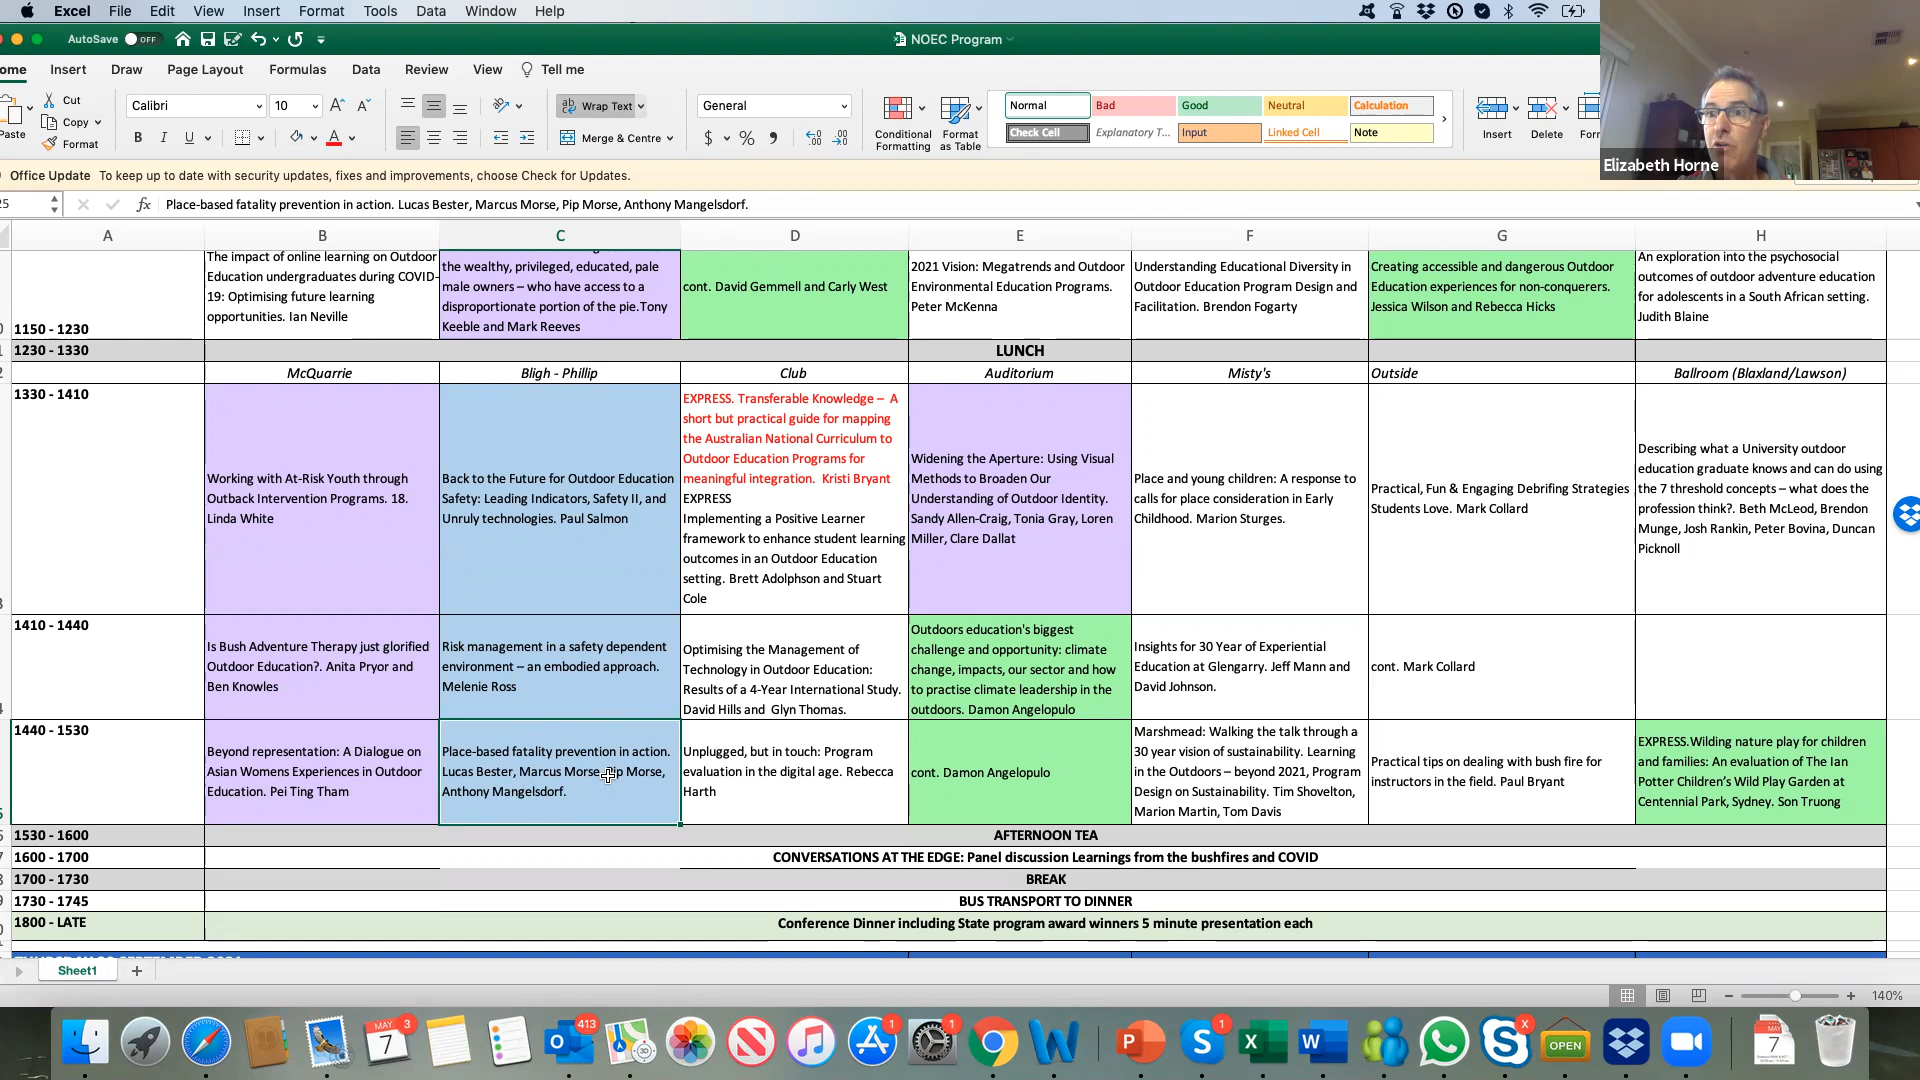 Excel File Edit View Insert Format Tools Data Window Help
AutoSave OFF
NOEC Program
ome Insert Draw Page Layout Formulas Data Review View Tell me
Paste
Cut
Copy
Format
Calibri 10
B I U
Wrap Text
Merge & Centre
General
$ %
Conditional Formatting
Format as Table
Normal Bad Good Neutral Calculation
Check Cell Explanatory T... Input Linked Cell Note
Insert Delete Forr
Elizabeth Horne
Office Update To keep up to date with security updates, fixes and improvements, choose Check for Updates.
25 fx Place-based fatality prevention in action. Lucas Bester, Marcus Morse, Pip Morse, Anthony Mangelsdorf.
A B C D E F G H
1150 - 1230
The impact of online learning on Outdoor
Education undergraduates during COVID-
19: Optimising future learning
opportunities. Ian Neville
the wealthy, privileged, educated, pale
male owners – who have access to a
disproportionate portion of the pie.Tony
Keeble and Mark Reeves
cont. David Gemmell and Carly West
2021 Vision: Megatrends and Outdoor
Environmental Education Programs.
Peter McKenna
Understanding Educational Diversity in
Outdoor Education Program Design and
Facilitation. Brendon Fogarty
Creating accessible and dangerous Outdoor
Education experiences for non-conquerers.
Jessica Wilson and Rebecca Hicks
An exploration into the psychosocial
outcomes of outdoor adventure education
for adolescents in a South African setting.
Judith Blaine
1230 - 1330 LUNCH
McQuarrie Bligh - Phillip Club Auditorium Misty's Outside Ballroom (Blaxland/Lawson)
1330 - 1410
Working with At-Risk Youth through
Outback Intervention Programs. 18.
Linda White
Back to the Future for Outdoor Education
Safety: Leading Indicators, Safety II, and
Unruly technologies. Paul Salmon
EXPRESS. Transferable Knowledge – A
short but practical guide for mapping
the Australian National Curriculum to
Outdoor Education Programs for
meaningful integration. Kristi Bryant
EXPRESS
Implementing a Positive Learner
framework to enhance student learning
outcomes in an Outdoor Education
setting. Brett Adolphson and Stuart
Cole
Widening the Aperture: Using Visual
Methods to Broaden Our
Understanding of Outdoor Identity.
Sandy Allen-Craig, Tonia Gray, Loren
Miller, Clare Dallat
Place and young children: A response to
calls for place consideration in Early
Childhood. Marion Sturges.
Practical, Fun & Engaging Debrifing Strategies
Students Love. Mark Collard
Describing what a University outdoor
education graduate knows and can do using
the 7 threshold concepts – what does the
profession think?. Beth McLeod, Brendon
Munge, Josh Rankin, Peter Bovina, Duncan
Picknoll
1410 - 1440
Is Bush Adventure Therapy just glorified
Outdoor Education?. Anita Pryor and
Ben Knowles
Risk management in a safety dependent
environment – an embodied approach.
Melenie Ross
Optimising the Management of
Technology in Outdoor Education:
Results of a 4-Year International Study.
David Hills and Glyn Thomas.
Outdoors education's biggest
challenge and opportunity: climate
change, impacts, our sector and how
to practise climate leadership in the
outdoors. Damon Angelopulo
Insights for 30 Year of Experiential
Education at Glengarry. Jeff Mann and
David Johnson.
cont. Mark Collard
1440 - 1530
Beyond representation: A Dialogue on
Asian Womens Experiences in Outdoor
Education. Pei Ting Tham
Place-based fatality prevention in action.
Lucas Bester, Marcus Morse, Pip Morse,
Anthony Mangelsdorf.
Unplugged, but in touch: Program
evaluation in the digital age. Rebecca
Harth
cont. Damon Angelopulo
Marshmead: Walking the talk through a
30 year vision of sustainability. Learning
in the Outdoors – beyond 2021, Program
Design on Sustainability. Tim Shovelton,
Marion Martin, Tom Davis
Practical tips on dealing with bush fire for
instructors in the field. Paul Bryant
EXPRESS.Wilding nature play for children
and families: An evaluation of The Ian
Potter Children's Wild Play Garden at
Centennial Park, Sydney. Son Truong
1530 - 1600 AFTERNOON TEA
1600 - 1700 CONVERSATIONS AT THE EDGE: Panel discussion Learnings from the bushfires and COVID
1700 - 1730 BREAK
1730 - 1745 BUS TRANSPORT TO DINNER
1800 - LATE Conference Dinner including State program award winners 5 minute presentation each
Sheet1
140%
MAY 7 3
413
3D
1
1
1
X
OPEN
MAY 7